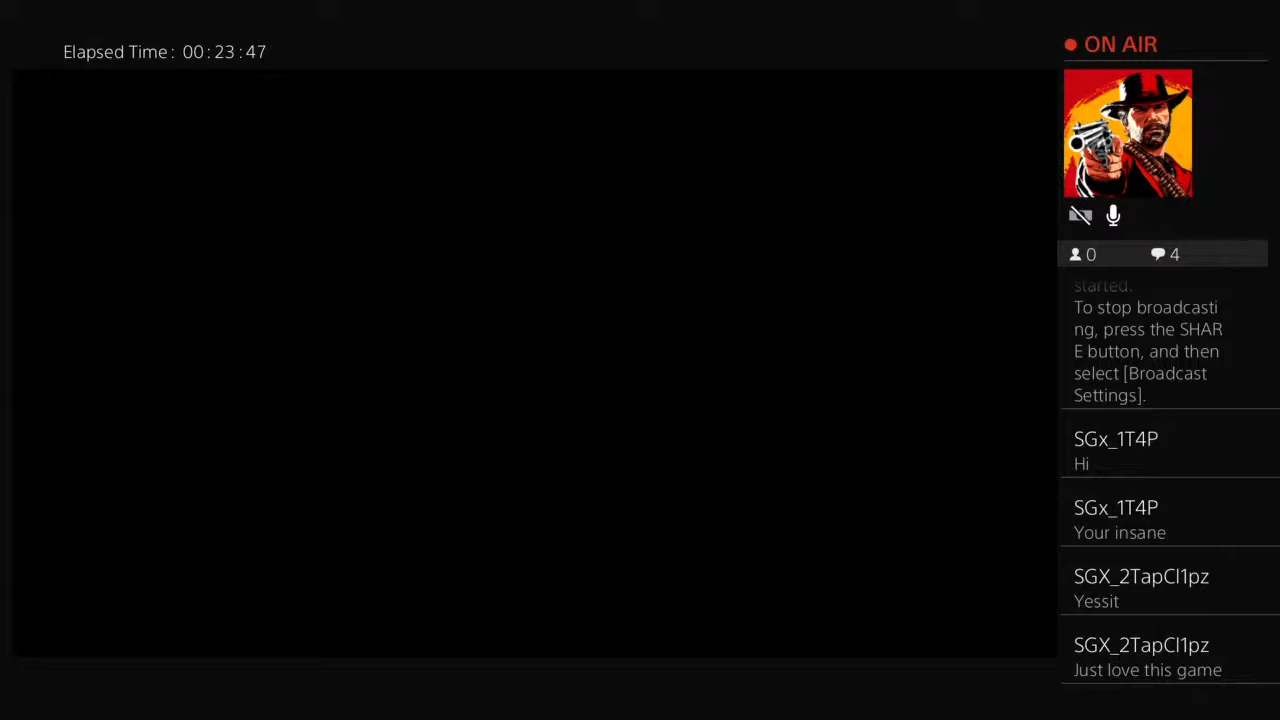 Elapsed Time: 00:23:47
ON AIR
0 4
started.
To stop broadcasti
ng, press the SHAR
E button, and then
select [Broadcast
Settings].
SGx_1T4P
Hi
SGx_1T4P
Your insane
SGX_2TapCl1pz
Yessit
SGX_2TapCl1pz
Just love this game